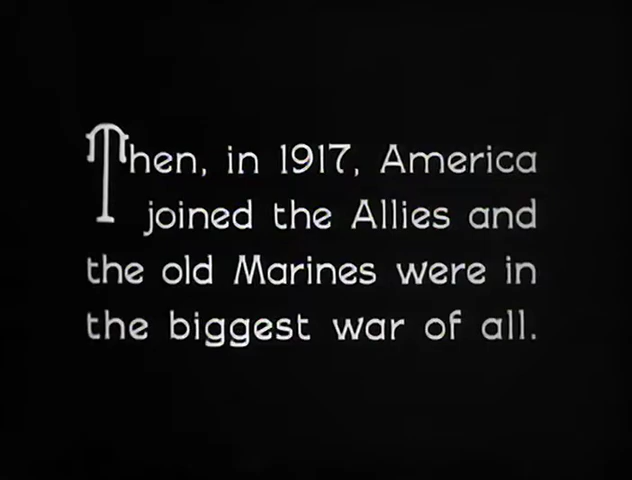 Then, in 1917, America
joined the Allies and
the old Marines were in
the biggest war of all.